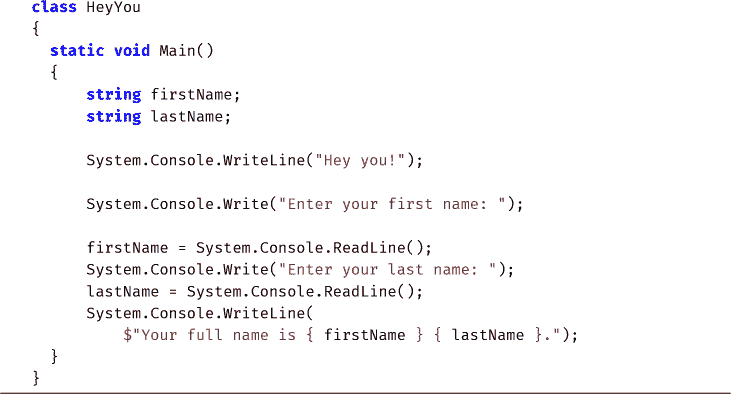 class HeyYou
{
  static void Main()
  {
      string firstName;
      string lastName;

      System.Console.WriteLine("Hey you!");

      System.Console.Write("Enter your first name: ");

      firstName = System.Console.ReadLine();
      System.Console.Write("Enter your last name: ");
      lastName = System.Console.ReadLine();
      System.Console.WriteLine(
          $"Your full name is { firstName } { lastName }.");
  }
}